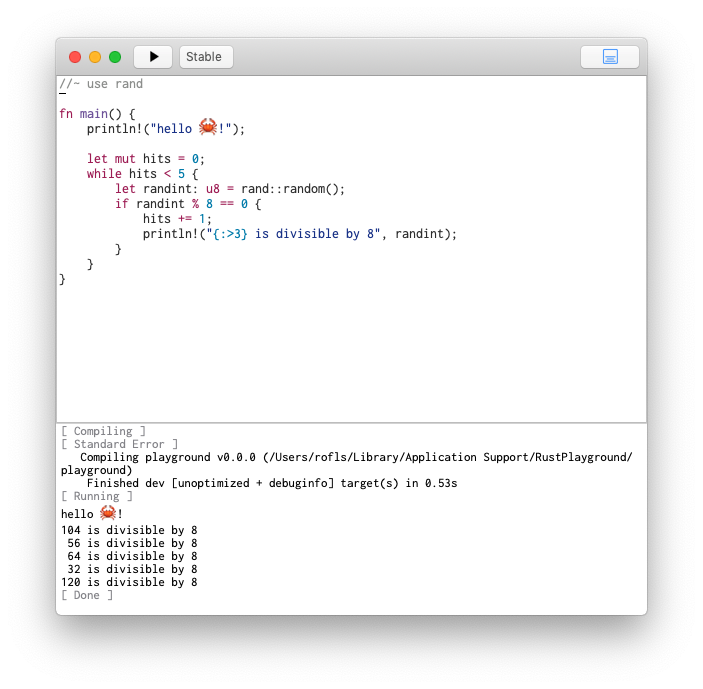 Stable
//~ use rand
fn main() {
    println!("hello 🦀!");
    let mut hits = 0;
    while hits < 5 {
        let randint: u8 = rand::random();
        if randint % 8 == 0 {
            hits += 1;
            println!("{:>3} is divisible by 8", randint);
        }
    }
}
[ Compiling ]
[ Standard Error ]
   Compiling playground v0.0.0 (/Users/rofls/Library/Application Support/RustPlayground/
playground)
    Finished dev [unoptimized + debuginfo] target(s) in 0.53s
[ Running ]
hello 🦀!
104 is divisible by 8
 56 is divisible by 8
 64 is divisible by 8
 32 is divisible by 8
120 is divisible by 8
[ Done ]